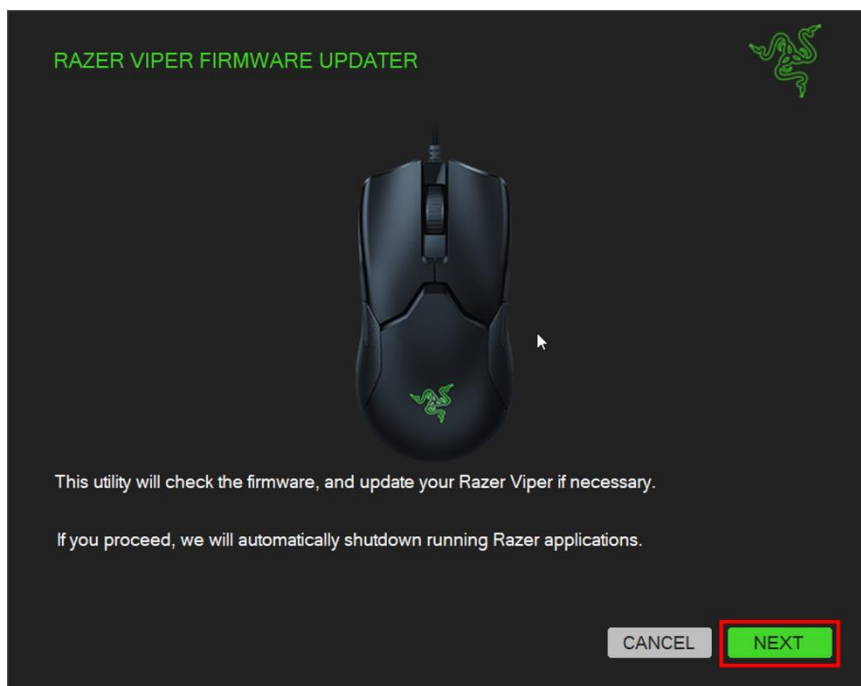 RAZER VIPER FIRMWARE UPDATER
This utility will check the firmware, and update your Razer Viper if necessary.
If you proceed, we will automatically shutdown running Razer applications.
CANCEL NEXT